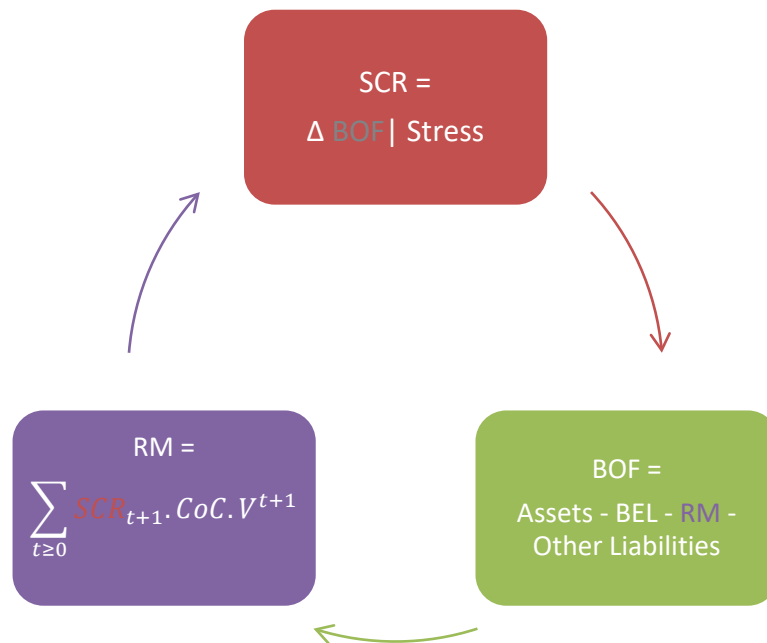 SCR =
Δ BOF| Stress
RM =
∑ SCR_{t+1}. CoC. V^{t+1}
t≥0
BOF =
Assets - BEL - RM -
Other Liabilities